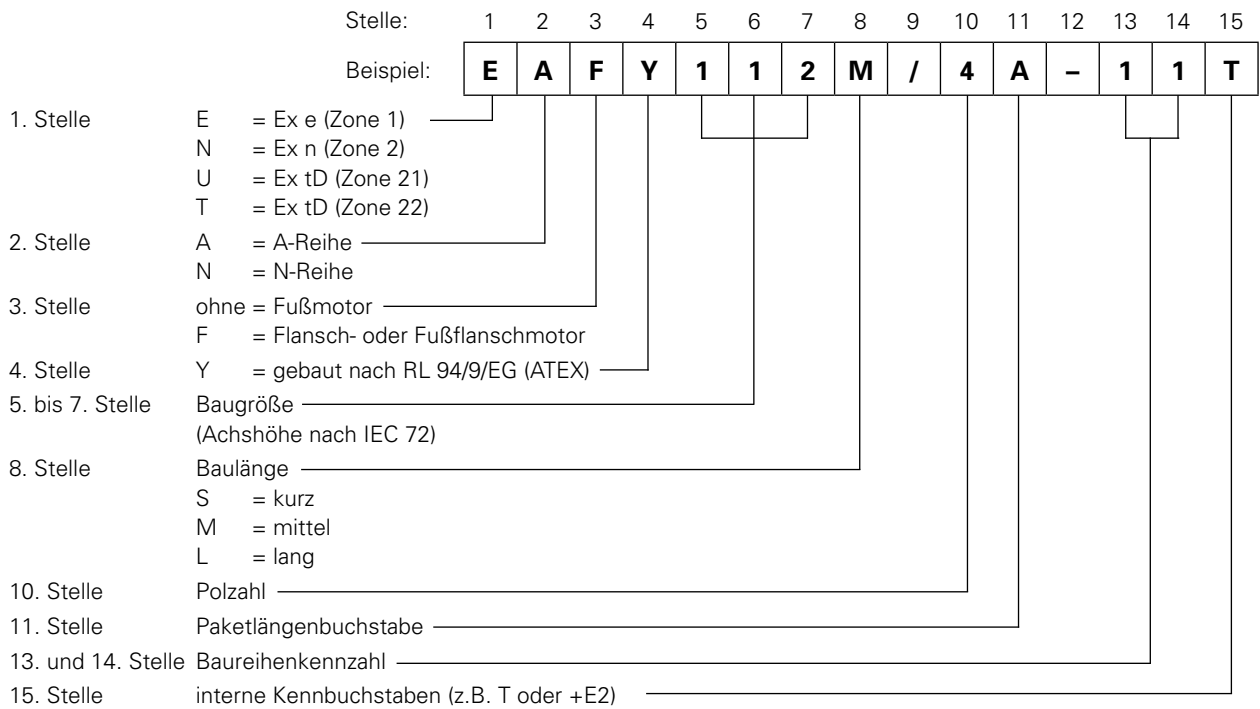 Stelle: 1 2 3 4 5 6 7 8 9 10 11 12 13 14 15
Beispiel: E A F Y 1 1 2 M / 4 A – 1 1 T
1. Stelle E = Ex e (Zone 1)
N = Ex n (Zone 2)
U = Ex tD (Zone 21)
T = Ex tD (Zone 22)
2. Stelle A = A-Reihe
N = N-Reihe
3. Stelle ohne = Fußmotor
F = Flansch- oder Fußflanschmotor
4. Stelle Y = gebaut nach RL 94/9/EG (ATEX)
5. bis 7. Stelle Baugröße
(Achshöhe nach IEC 72)
8. Stelle Baulänge
S = kurz
M = mittel
L = lang
10. Stelle Polzahl
11. Stelle Paketlängenbuchstabe
13. und 14. Stelle Baureihenkennzahl
15. Stelle interne Kennbuchstaben (z.B. T oder +E2)